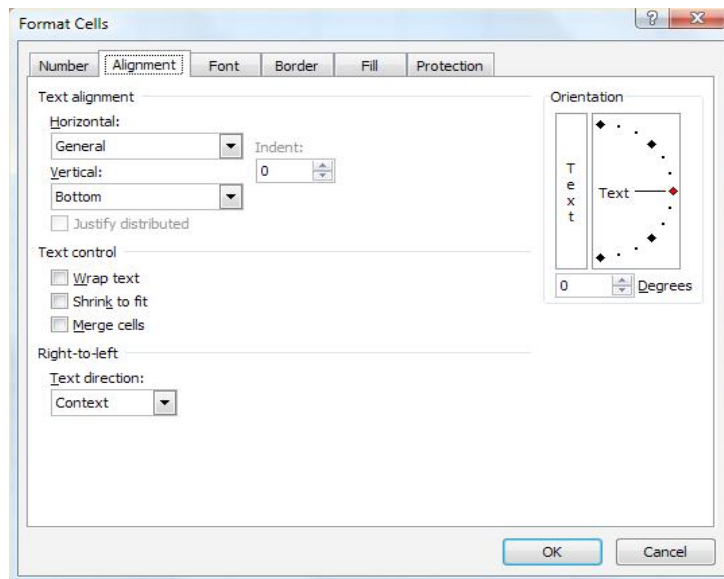 Format Cells
Number Alignment Font Border Fill Protection
Text alignment
Horizontal:
General
Indent:
0
Vertical:
Bottom
Justify distributed
Text control
Wrap text
Shrink to fit
Merge cells
Right-to-left
Text direction:
Context
Orientation
Text
Text
0 Degrees
OK Cancel